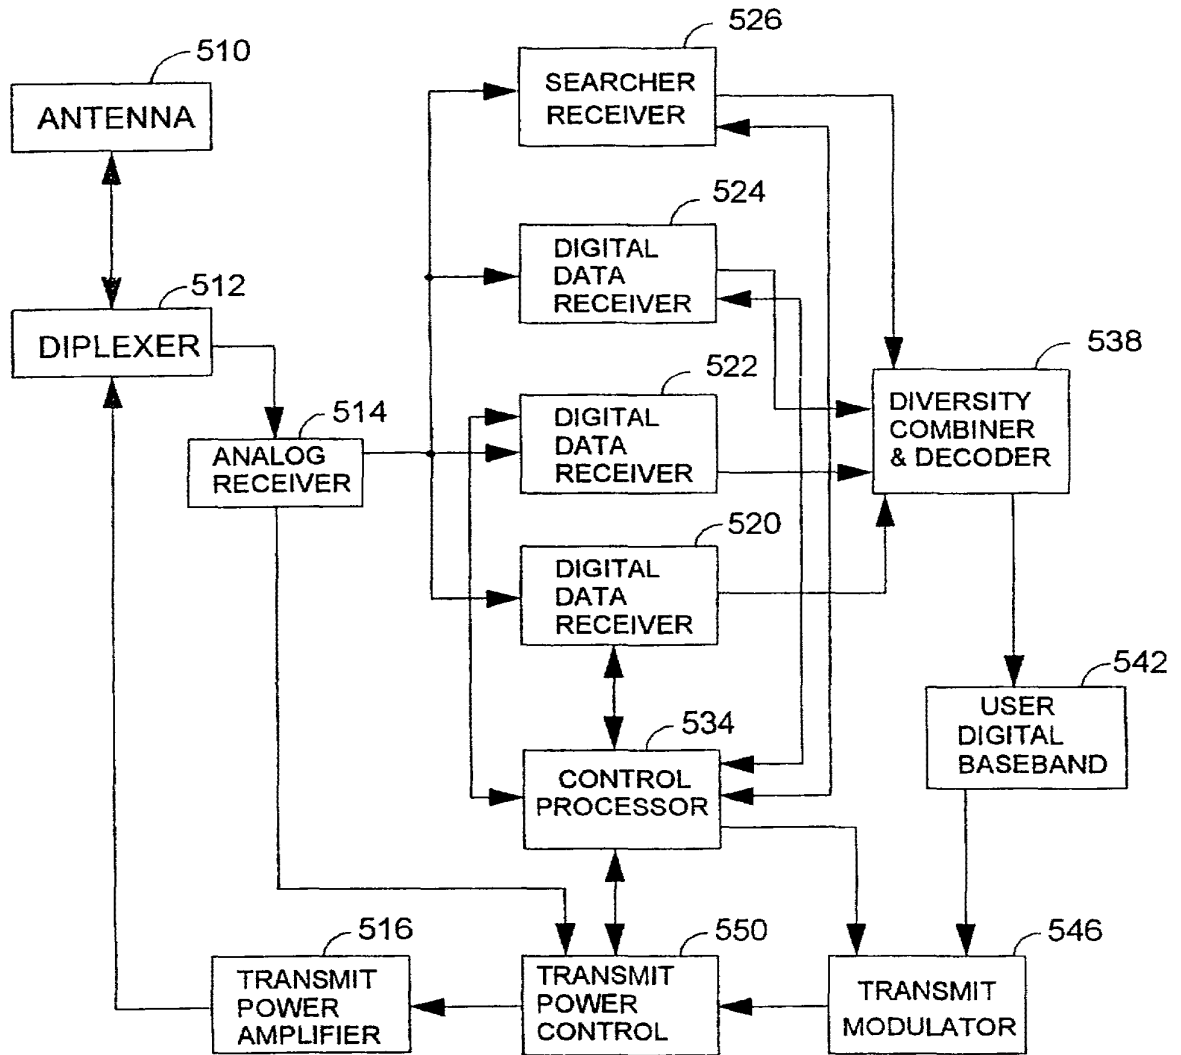 526
510
SEARCHER
RECEIVER
ANTENNA
524
DIGITAL
DATA
RECEIVER
512
DIPLEXER
538
522
DIVERSITY
COMBINER
& DECODER
514
DIGITAL
DATA
RECEIVER
ANALOG
RECEIVER
520
DIGITAL
DATA
RECEIVER
542
USER
DIGITAL
BASEBAND
534
CONTROL
PROCESSOR
516
550
546
TRANSMIT
POWER
AMPLIFIER
TRANSMIT
POWER
CONTROL
TRANSMIT
MODULATOR